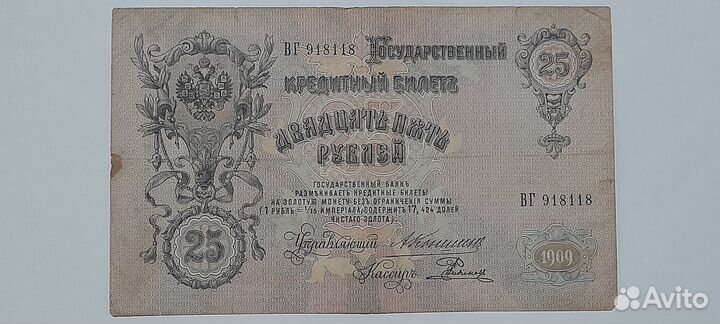 ВГ 918118 Государственный
25
кредитный билетъ
двадцать пять
рублей
Государственный Банкъ
размѣниваетъ кредитные билеты
на золотую монету безъ ограниченія суммы
(1 рубль = 1/15 имперіала, содержитъ 17,424 долей
чистаго золота).
ВГ 918118
Управляющій
25
Кассиръ
1909
Avito